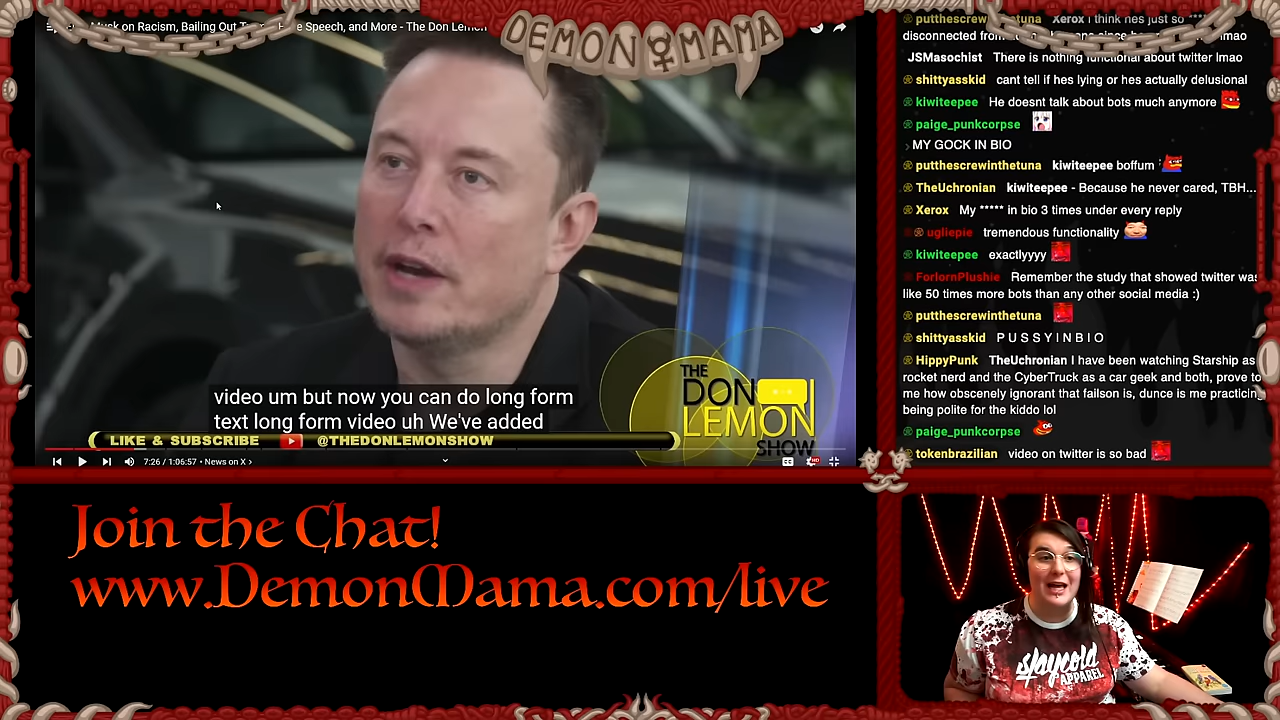 Musk on Racism, Bailing Out
Speech, and More - The Don Lemon
DEMON MAMA
video um but now you can do long form
text long form video uh We've added
THE
DON
LEMON
SHOW
LIKE & SUBSCRIBE @THEDONLEMONSHOW
7:26 / 1:06:57 • News on X ›
HD
putthescrewinthetuna Xerox i think hes just so ****
disconnected from lmao
JSMasochist There is nothing functional about twitter lmao
shittyasskid cant tell if hes lying or hes actually delusional
kiwiteepee He doesnt talk about bots much anymore
paige_punkcorpse
› MY GOCK IN BIO
putthescrewinthetuna kiwiteepee boffum
TheUchronian kiwiteepee - Because he never cared, TBH...
Xerox My ***** in bio 3 times under every reply
ugliepie tremendous functionality
kiwiteepee exactlyyyy
ForlornPlushie Remember the study that showed twitter was
like 50 times more bots than any other social media :)
putthescrewinthetuna
shittyasskid P U S S Y I N B I O
HippyPunk TheUchronian I have been watching Starship as
rocket nerd and the CyberTruck as a car geek and both, prove to
me how obscenely ignorant that failson is, dunce is me practicing
being polite for the kiddo lol
paige_punkcorpse
tokenbrazilian video on twitter is so bad
Join the Chat!
www.DemonMama.com/live
slaycold
APPAREL